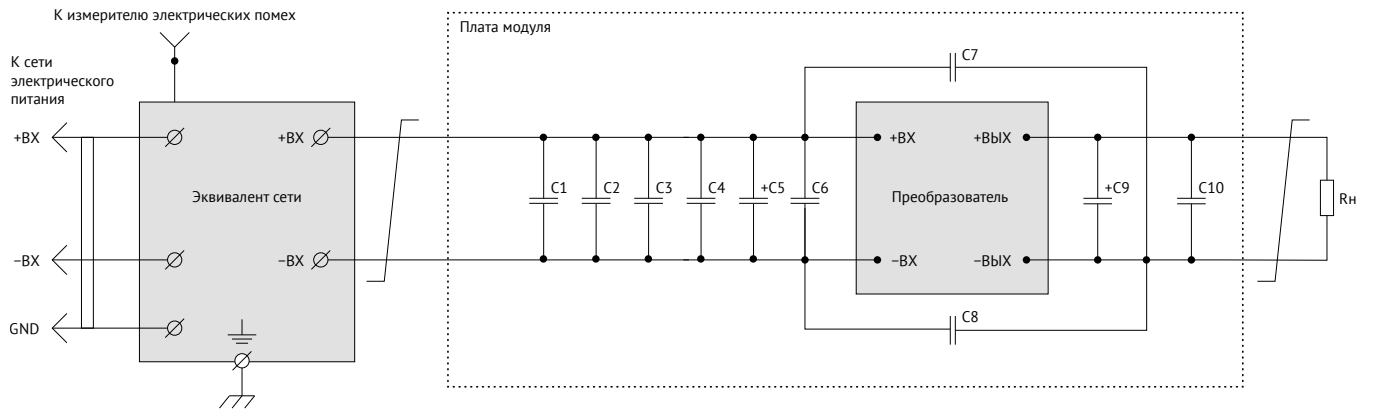 К измерителю электрических помех
Плата модуля
К сети
электрического
питания
C7
+ВХ
+ВХ
+ВХ
+ВЫХ
C1
C2
C3
C4
+C5
C6
+C9
C10
Эквивалент сети
Преобразователь
Rн
−ВХ
−ВХ
−ВХ
−ВЫХ
GND
C8